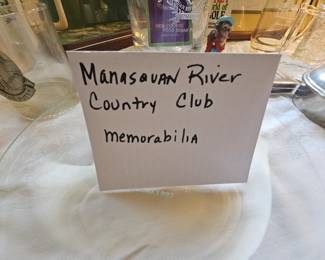 Manasquan River
Country Club
memorabilia